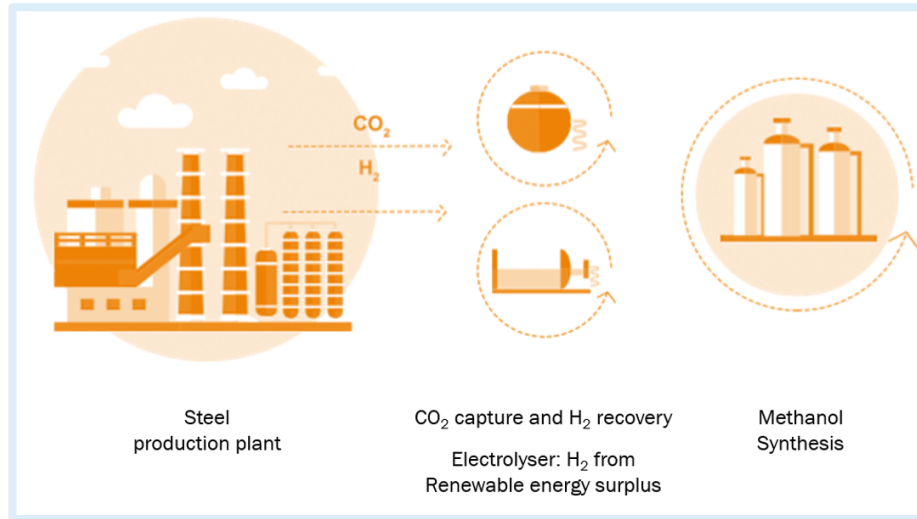 CO₂
H₂
Steel
production plant
CO₂ capture and H₂ recovery
Electrolyser: H₂ from
Renewable energy surplus
Methanol
Synthesis